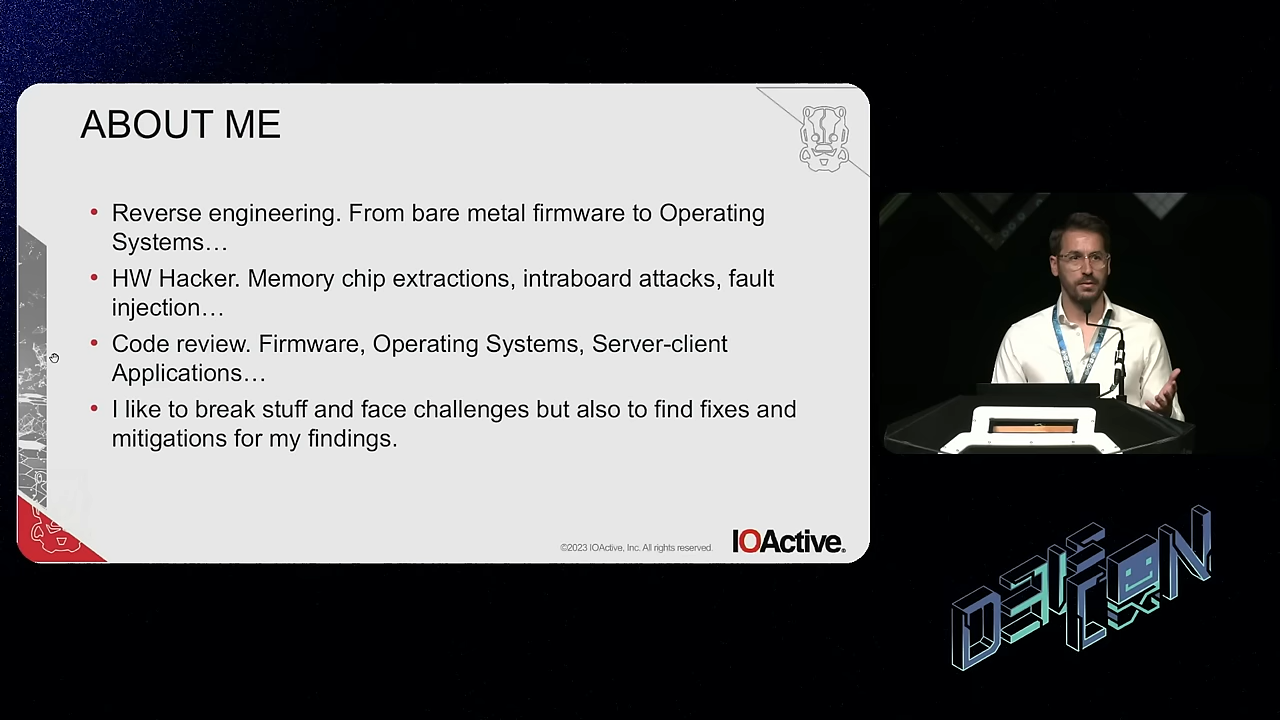 ABOUT ME
• Reverse engineering. From bare metal firmware to Operating
Systems…
• HW Hacker. Memory chip extractions, intraboard attacks, fault
injection…
• Code review. Firmware, Operating Systems, Server-client
Applications…
• I like to break stuff and face challenges but also to find fixes and
mitigations for my findings.
©2023 IOActive, Inc. All rights reserved.
IOActive.
DEF CON